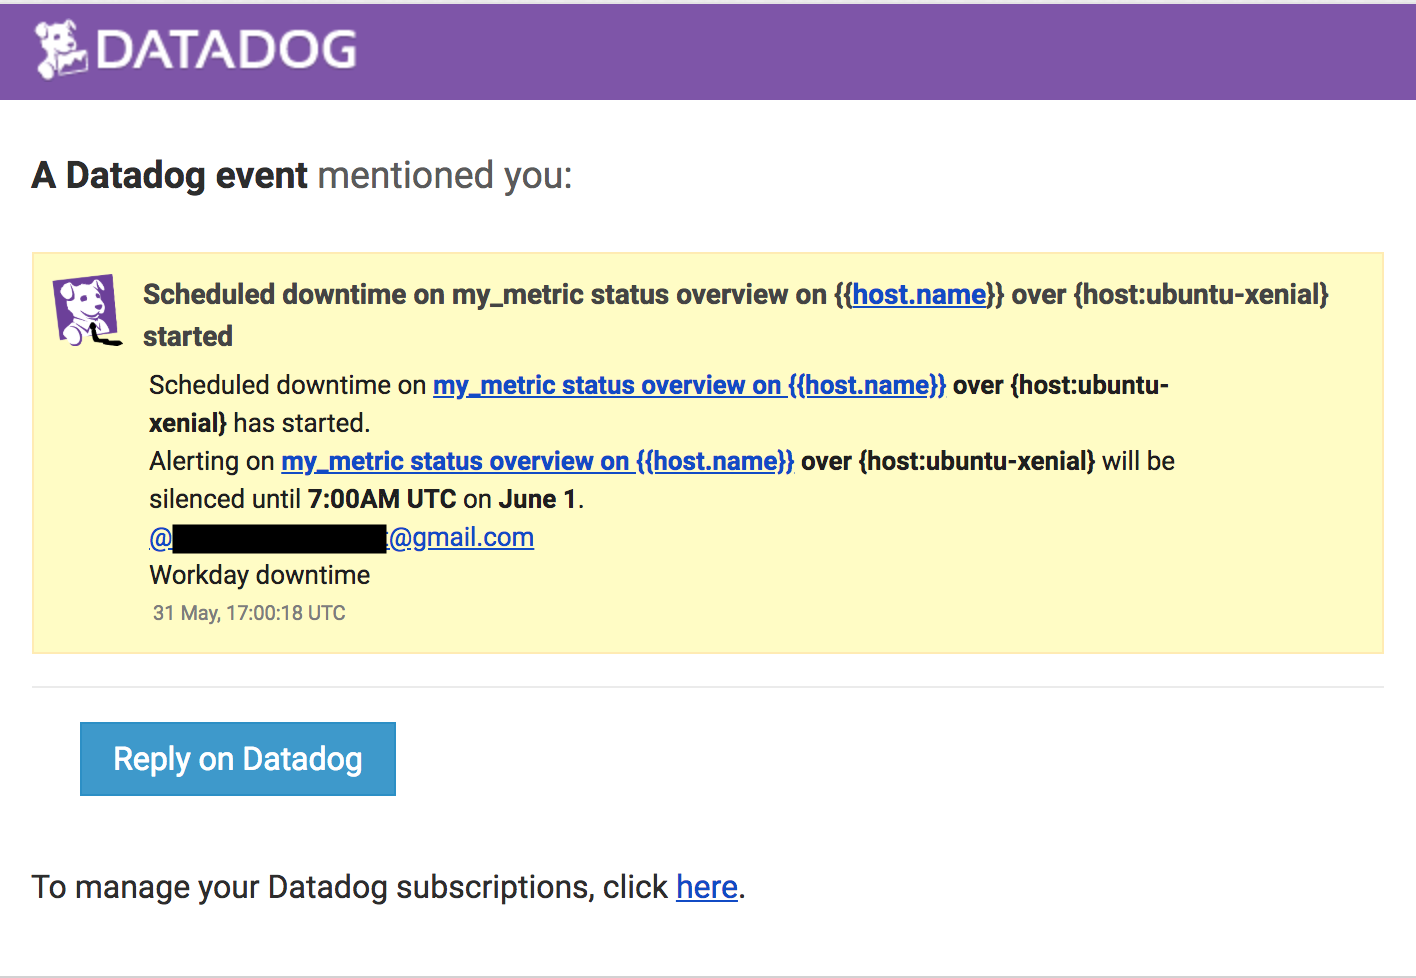 DATADOG
A Datadog event mentioned you:
Scheduled downtime on my_metric status overview on {{host.name}} over {host:ubuntu-xenial}
started
Scheduled downtime on my_metric status overview on {{host.name}} over {host:ubuntu-
xenial} has started.
Alerting on my_metric status overview on {{host.name}} over {host:ubuntu-xenial} will be
silenced until 7:00AM UTC on June 1.
@ @gmail.com
Workday downtime
31 May, 17:00:18 UTC
Reply on Datadog
To manage your Datadog subscriptions, click here.